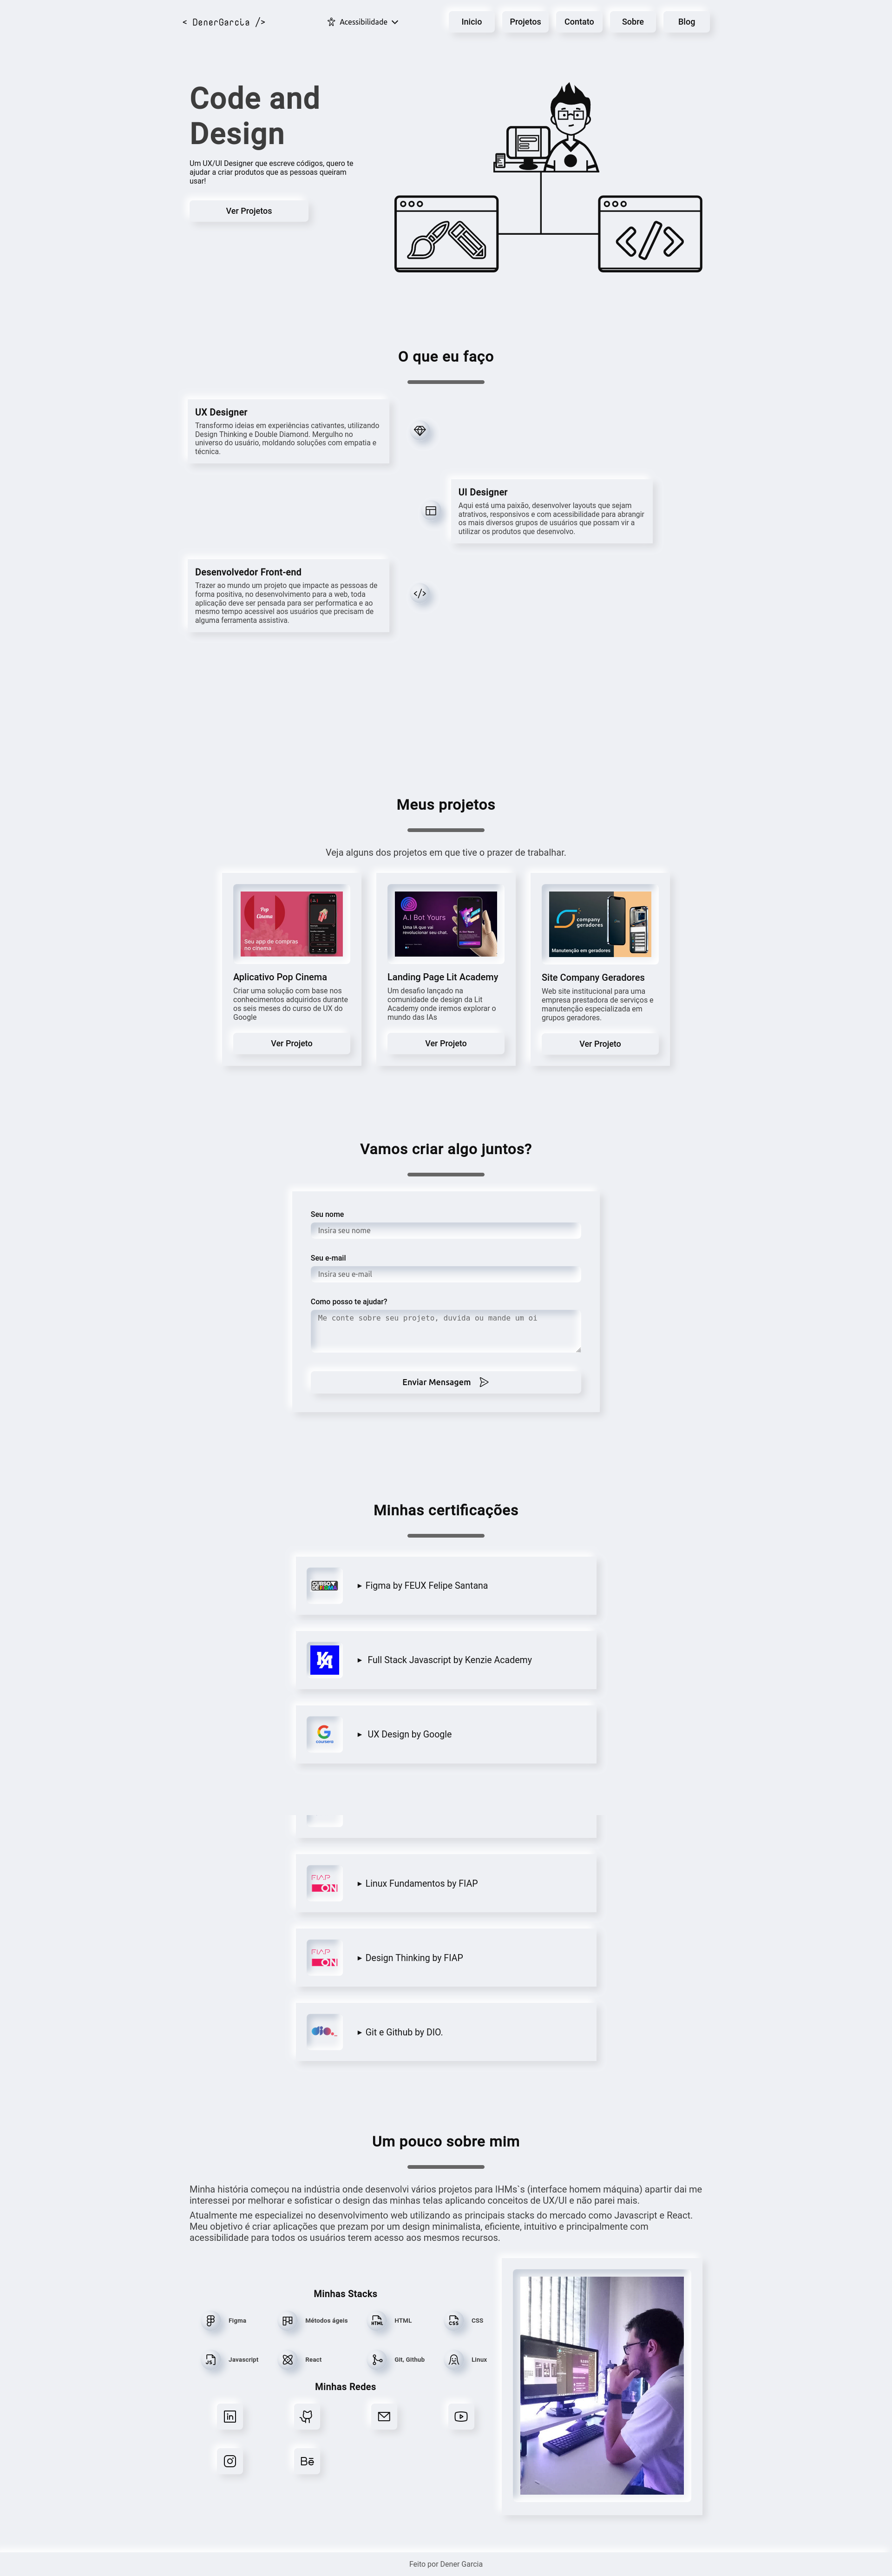 < DenerGarcia />
Acessibilidade
Inicio
Projetos
Contato
Sobre
Blog
Code and
Design
Um UX/UI Designer que escreve códigos, quero te
ajudar a criar produtos que as pessoas queiram
usar!
Ver Projetos
O que eu faço
UX Designer
Transformo ideias em experiências cativantes, utilizando
Design Thinking e Double Diamond. Mergulho no
universo do usuário, moldando soluções com empatia e
técnica.
UI Designer
Aqui está uma paixão, desenvolver layouts que sejam
atrativos, responsivos e com acessibilidade para abrangir
os mais diversos grupos de usuários que possam vir a
utilizar os produtos que desenvolvo.
Desenvolvedor Front-end
Trazer ao mundo um projeto que impacte as pessoas de
forma positiva, no desenvolvimento para a web, toda
aplicação deve ser pensada para ser performatica e ao
mesmo tempo acessivel aos usuários que precisam de
alguma ferramenta assistiva.
Meus projetos
Veja alguns dos projetos em que tive o prazer de trabalhar.
Pop
Cinema
Seu app de compras
no cinema
Aplicativo Pop Cinema
Criar uma solução com base nos
conhecimentos adquiridos durante
os seis meses do curso de UX do
Google
Ver Projeto
A.I Bot Yours
Uma IA que vai
revolucionar seu chat.
Landing Page Lit Academy
Um desafio lançado na
comunidade de design da Lit
Academy onde iremos explorar o
mundo das IAs
Ver Projeto
company
geradores
Manutenção em geradores
Site Company Geradores
Web site institucional para uma
empresa prestadora de serviços e
manutenção especializada em
grupos geradores.
Ver Projeto
Vamos criar algo juntos?
Seu nome
Insira seu nome
Seu e-mail
Insira seu e-mail
Como posso te ajudar?
Me conte sobre seu projeto, duvida ou mande um oi
Enviar Mensagem
Minhas certificações
Figma by FEUX Felipe Santana
KA
Full Stack Javascript by Kenzie Academy
G
coursera
UX Design by Google
FIAP
ON
Linux Fundamentos by FIAP
FIAP
ON
Design Thinking by FIAP
dio.
Git e Github by DIO.
Um pouco sobre mim
Minha história começou na indústria onde desenvolvi vários projetos para IHMs`s (interface homem máquina) apartir dai me
interessei por melhorar e sofisticar o design das minhas telas aplicando conceitos de UX/UI e não parei mais.
Atualmente me especializei no desenvolvimento web utilizando as principais stacks do mercado como Javascript e React.
Meu objetivo é criar aplicações que prezam por um design minimalista, eficiente, intuitivo e principalmente com
acessibilidade para todos os usuários terem acesso aos mesmos recursos.
Minhas Stacks
Figma
Métodos ágeis
HTML
HTML
CSS
CSS
JS
Javascript
React
Git, Github
Linux
Minhas Redes
in
Bē
Feito por Dener Garcia